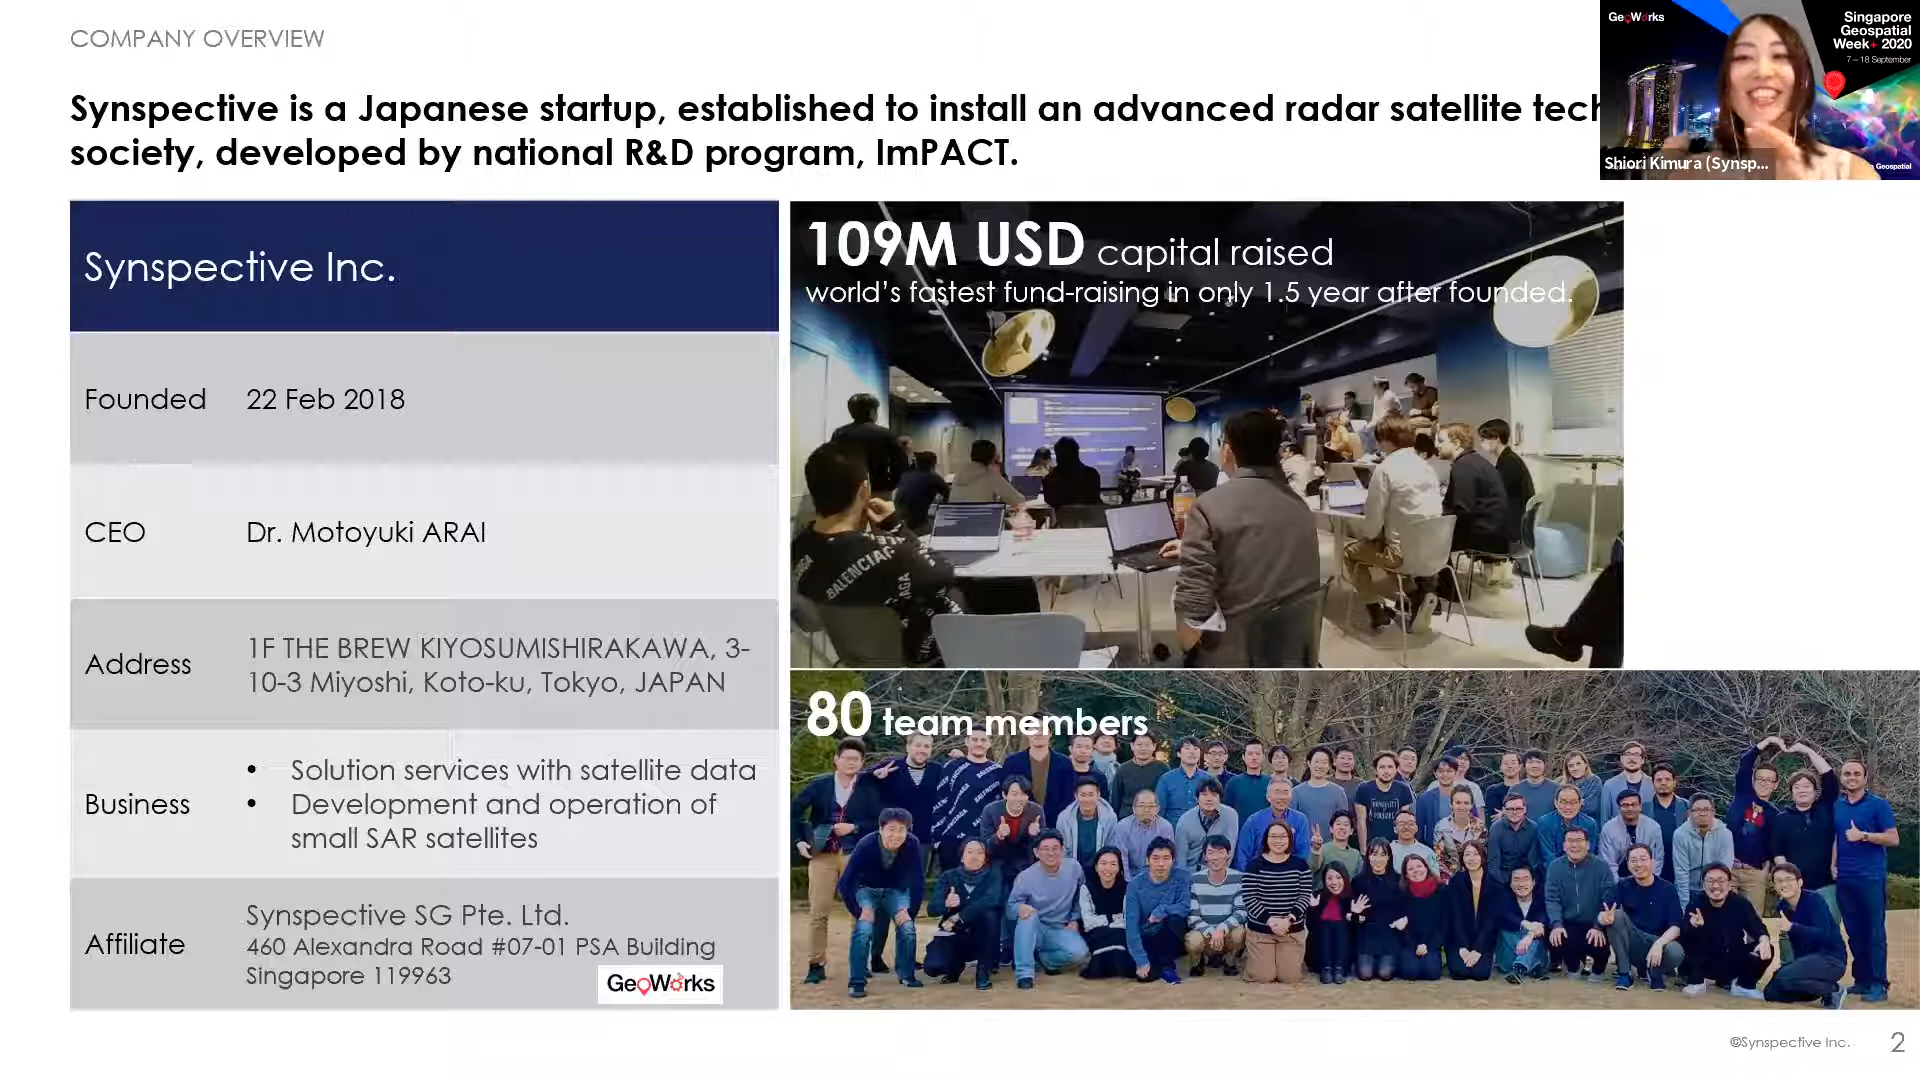 COMPANY OVERVIEW
Synspective is a Japanese startup, established to install an advanced radar satellite tech
society, developed by national R&D program, ImPACT.
GeoWorks
Singapore
Geospatial
Week+ 2020
7 – 18 September
Geospatial
Shiori Kimura (Synsp...
Synspective Inc.
Founded 22 Feb 2018
CEO Dr. Motoyuki ARAI
Address 1F THE BREW KIYOSUMISHIRAKAWA, 3-
10-3 Miyoshi, Koto-ku, Tokyo, JAPAN
Business
• Solution services with satellite data
• Development and operation of
small SAR satellites
Affiliate
Synspective SG Pte. Ltd.
460 Alexandra Road #07-01 PSA Building
Singapore 119963
GeoWorks
109M USD capital raised
world's fastest fund-raising in only 1.5 year after founded.
BALENCIAGA
80 team members
©Synspective Inc.
2